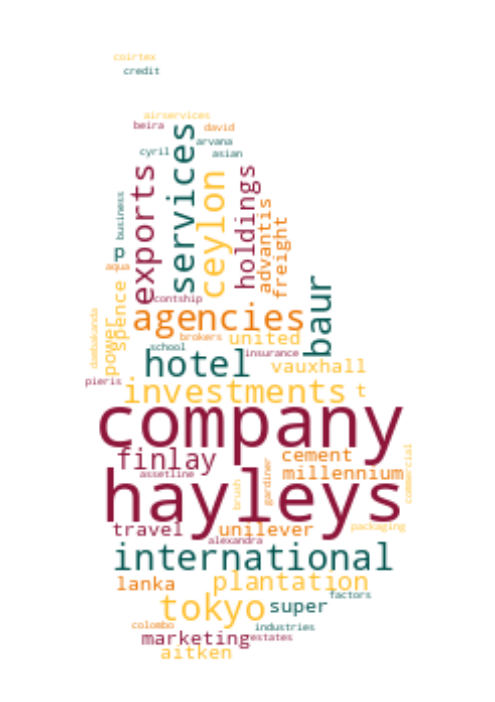 coirtex
credit
airservices
beira
david
arvana
cyril
asian
services
exports
ceylon
holdings
advantis
freight
business
p
aqua
contship
spence
power
dambakanda
agencies
baur
brokers
united
school
insurance
hotel
vauxhall
pieris
investments
t
company
finlay
cement
assetline
millennium
gardiner
brush
commercial
hayleys
travel
unilever
packaging
alexandra
international
lanka
plantation
factors
tokyo
super
colombo
industries
marketing
estates
aitken